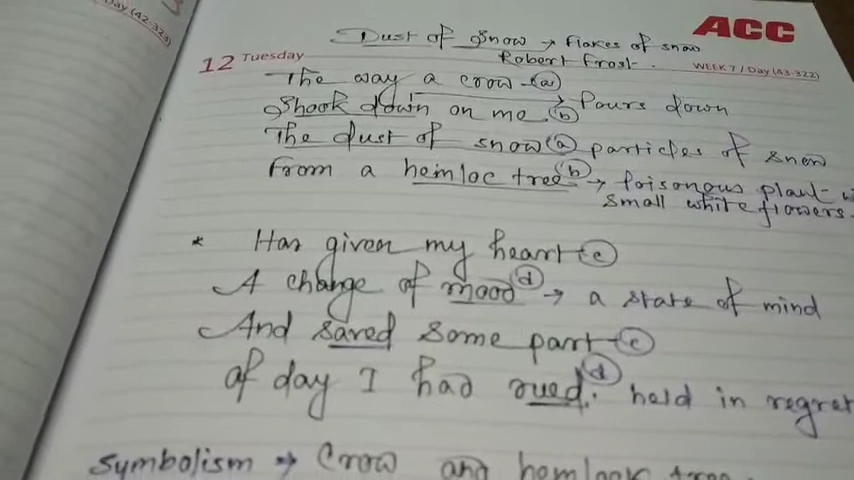 Day (42-323)
ACC
Dust of snow → flakes of snow
12 Tuesday
Robert Frost.
WEEK 7 / Day (43-322)
The way a crow (a)
Shook down on me (b) → Pours down
The dust of snow (a) particles of snow
From a hemloc tree (b) → poisonous plant
small white flowers.
* Has given my heart (c)
A change of mood (d) → a state of mind
And saved some part (c)
of day I had rued. (d) held in regret
Symbolism → Crow and hemlock tree.